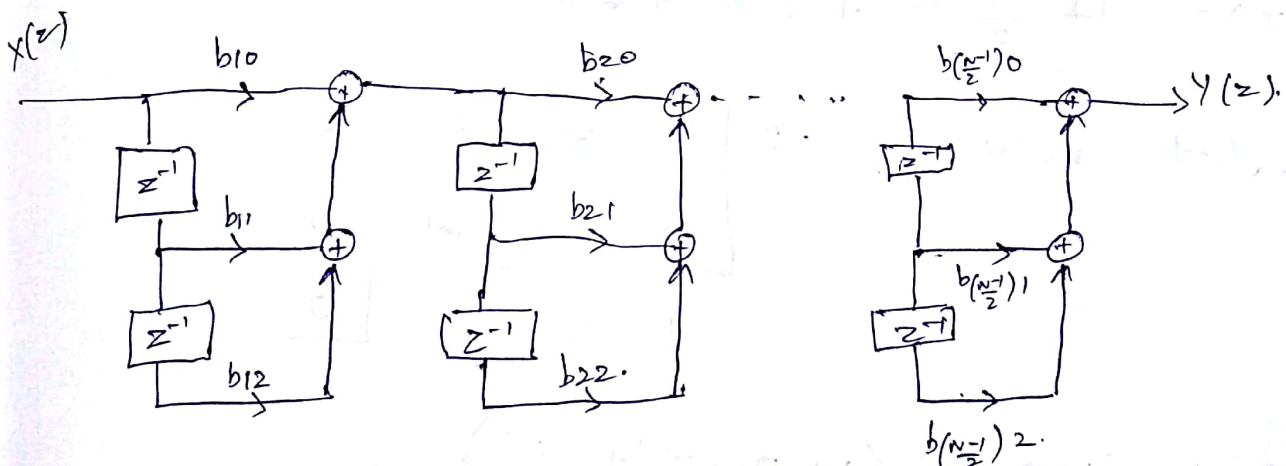 X(z)
b10
b20
b(N-1/2)0
+
+
+
Y(z).
z⁻¹
z⁻¹
z⁻¹
b11
b21
b(N-1/2)1
+
+
+
z⁻¹
z⁻¹
z⁻¹
b12
b22.
b(N-1/2)2.